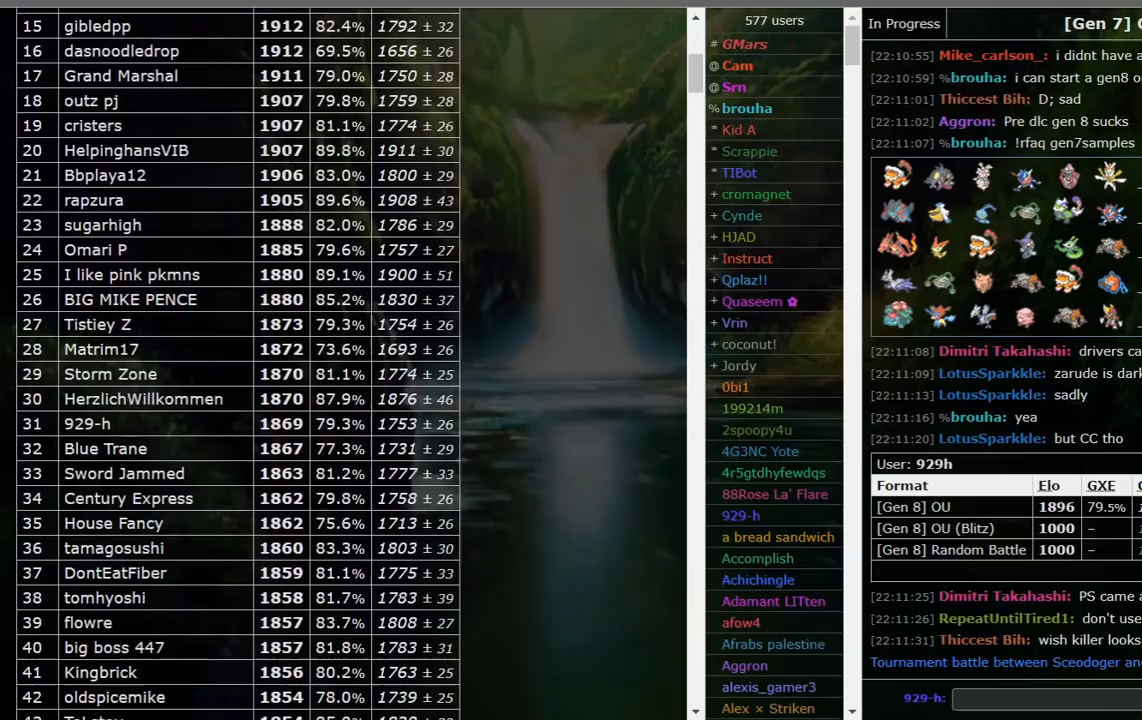 15 gibledpp 1912 82.4% 1792 ± 32
16 dasnoodledrop 1912 69.5% 1656 ± 26
17 Grand Marshal 1911 79.0% 1750 ± 28
18 outz pj 1907 79.8% 1759 ± 28
19 cristers 1907 81.1% 1774 ± 26
20 HelpinghansVIB 1907 89.8% 1911 ± 30
21 Bbplaya12 1906 83.0% 1800 ± 29
22 rapzura 1905 89.6% 1908 ± 43
23 sugarhigh 1888 82.0% 1786 ± 29
24 Omari P 1885 79.6% 1757 ± 27
25 I like pink pkmns 1880 89.1% 1900 ± 51
26 BIG MIKE PENCE 1880 85.2% 1830 ± 37
27 Tistiey Z 1873 79.3% 1754 ± 26
28 Matrim17 1872 73.6% 1693 ± 26
29 Storm Zone 1870 81.1% 1774 ± 25
30 HerzlichWillkommen 1870 87.9% 1876 ± 46
31 929-h 1869 79.3% 1753 ± 26
32 Blue Trane 1867 77.3% 1731 ± 29
33 Sword Jammed 1863 81.2% 1777 ± 33
34 Century Express 1862 79.8% 1758 ± 26
35 House Fancy 1862 75.6% 1713 ± 26
36 tamagosushi 1860 83.3% 1803 ± 30
37 DontEatFiber 1859 81.1% 1775 ± 33
38 tomhyoshi 1858 81.7% 1783 ± 39
39 flowre 1857 83.7% 1808 ± 27
40 big boss 447 1857 81.8% 1783 ± 31
41 Kingbrick 1856 80.2% 1763 ± 25
42 oldspicemike 1854 78.0% 1739 ± 25
577 users
# GMars
@ Cam
@ Srn
% brouha
* Kid A
* Scrappie
* TIBot
+ cromagnet
+ Cynde
+ HJAD
+ Instruct
+ Qplaz!!
+ Quaseem ✿
+ Vrin
+ coconut!
+ Jordy
0bi1
199214m
2spoopy4u
4G3NC Yote
4r5gtdhyfewdqs
88Rose La' Flare
929-h
a bread sandwich
Accomplish
Achichingle
Adamant LITten
afow4
Afrabs palestine
Aggron
alexis_gamer3
Alex × Striken
In Progress [Gen 7]
[22:10:55] Mike_carlson_: i didnt have a
[22:10:59] %brouha: i can start a gen8 o
[22:11:01] Thiccest Bih: D; sad
[22:11:02] Aggron: Pre dlc gen 8 sucks
[22:11:07] %brouha: !rfaq gen7samples
[22:11:08] Dimitri Takahashi: drivers ca
[22:11:09] LotusSparkkle: zarude is dark
[22:11:13] LotusSparkkle: sadly
[22:11:16] %brouha: yea
[22:11:20] LotusSparkkle: but CC tho
User: 929h
Format Elo GXE
[Gen 8] OU 1896 79.5%
[Gen 8] OU (Blitz) 1000 –
[Gen 8] Random Battle 1000 –
[22:11:25] Dimitri Takahashi: PS came a
[22:11:26] RepeatUntilTired1: don't use
[22:11:31] Thiccest Bih: wish killer looks
Tournament battle between Sceodoger and
929-h: